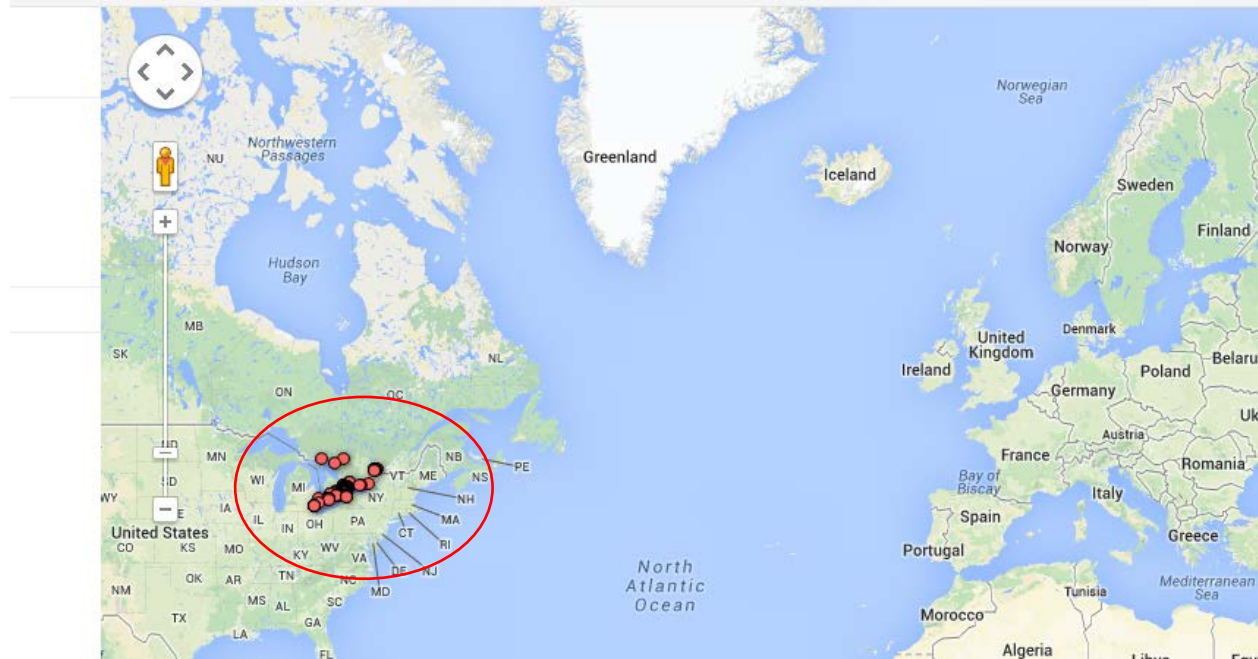 Norwegian
Sea
Northwestern
Passages
NU
Greenland
Iceland
Sweden
Finland
Norway
Hudson
Bay
MB
SK
NL
United
Kingdom
Denmark
Ireland
Poland
Belaru
Germany
ON
QC
Uk
Austria
France
Romania
ND
MN
NB
PE
VT
ME
NS
WI
MI
SD
WY
NY
NH
Bay of
Biscay
Italy
Spain
IA
IL
IN
OH
PA
MA
United States
CT
RI
Greece
CO
KS
MO
KY
WV
VA
Portugal
North
Atlantic
Ocean
DE
NJ
MD
NC
TN
OK
AR
NM
Mediterranean
Sea
Tunisia
MS
AL
SC
GA
TX
LA
Morocco
FL
Algeria